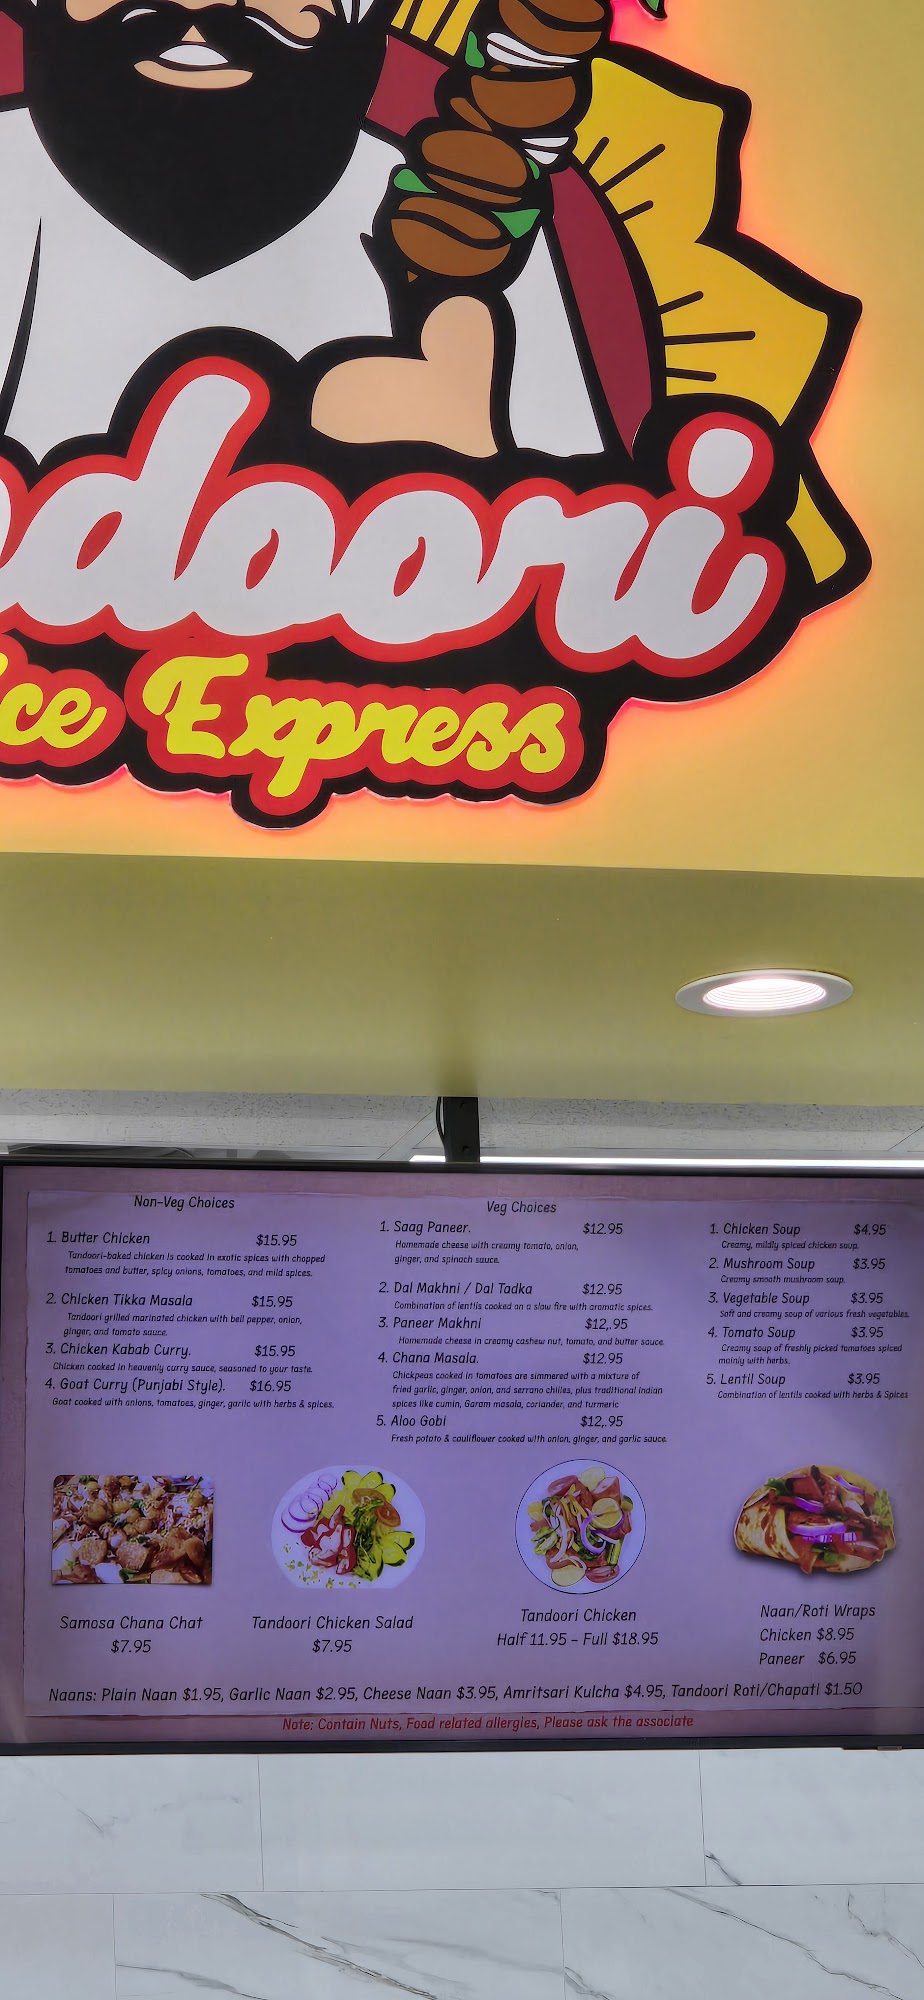 doori
ice Express
Non-Veg Choices
1. Butter Chicken $15.95
Tandoori-baked chicken is cooked in exotic spices with chopped
tomatoes and butter, spicy onions, tomatoes, and mild spices.
2. Chicken Tikka Masala $15.95
Tandoori grilled marinated chicken with bell pepper, onion,
ginger, and tomato sauce.
3. Chicken Kabab Curry. $15.95
Chicken cooked in heavenly curry sauce, seasoned to your taste.
4. Goat Curry (Punjabi Style). $16.95
Goat cooked with onions, tomatoes, ginger, garlic with herbs & spices.
Veg Choices
1. Saag Paneer. $12.95
Homemade cheese with creamy tomato, onion,
ginger, and spinach sauce.
2. Dal Makhni / Dal Tadka $12.95
Combination of lentils cooked on a slow fire with aromatic spices.
3. Paneer Makhni $12,.95
Homemade cheese in creamy cashew nut, tomato, and butter sauce.
4. Chana Masala. $12.95
Chickpeas cooked in tomatoes are simmered with a mixture of
fried garlic, ginger, onion, and serrano chilies, plus traditional Indian
spices like cumin, Garam masala, coriander, and turmeric
5. Aloo Gobi $12,.95
Fresh potato & cauliflower cooked with onion, ginger, and garlic sauce.
1. Chicken Soup $4.95
Creamy, mildly spiced chicken soup.
2. Mushroom Soup $3.95
Creamy smooth mushroom soup.
3. Vegetable Soup $3.95
Soft and creamy soup of various fresh vegetables.
4. Tomato Soup $3.95
Creamy soup of freshly picked tomatoes spiced
mainly with herbs.
5. Lentil Soup $3.95
Combination of lentils cooked with herbs & Spices
Samosa Chana Chat
$7.95
Tandoori Chicken Salad
$7.95
Tandoori Chicken
Half 11.95 - Full $18.95
Naan/Roti Wraps
Chicken $8.95
Paneer $6.95
Naans: Plain Naan $1.95, Garlic Naan $2.95, Cheese Naan $3.95, Amritsari Kulcha $4.95, Tandoori Roti/Chapati $1.50
Note; Contain Nuts, Food related allergies, Please ask the associate